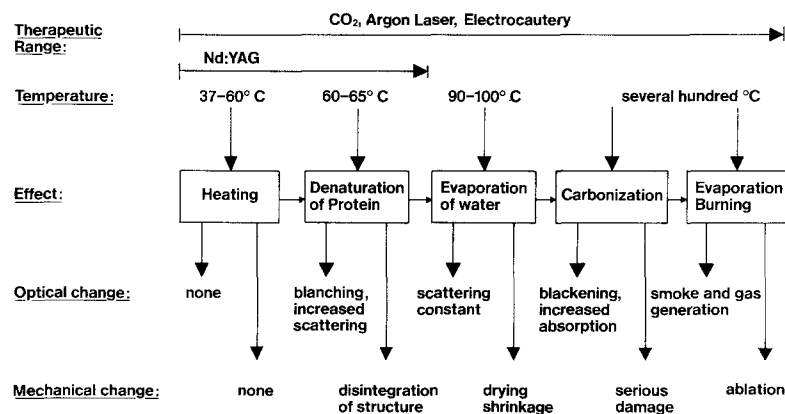 Therapeutic
Range:
CO₂, Argon Laser, Electrocautery
Nd:YAG
Temperature: 37–60° C 60–65° C 90–100° C several hundred °C
Effect:
Heating
Denaturation
of Protein
Evaporation
of water
Carbonization
Evaporation
Burning
Optical change:
none
blanching,
increased
scattering
scattering
constant
blackening,
increased
absorption
smoke and gas
generation
Mechanical change:
none
disintegration
of structure
drying
shrinkage
serious
damage
ablation